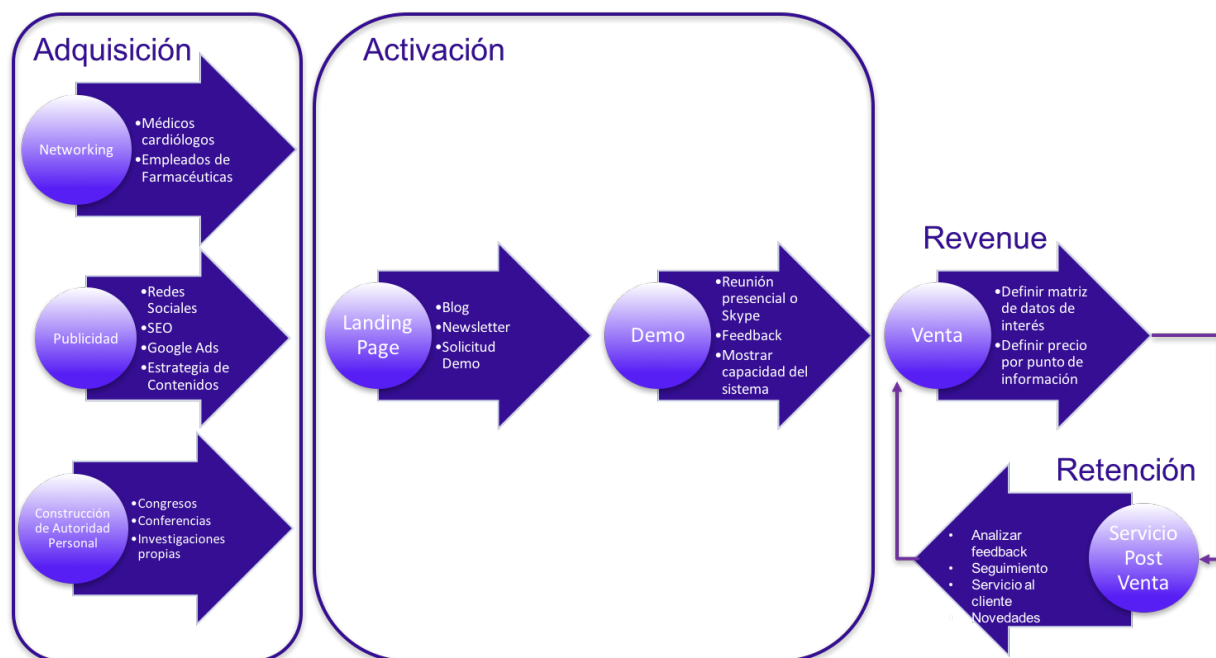 Adquisición
Networking
•Médicos
cardiólogos
•Empleados de
Farmacéuticas
Publicidad
•Redes
Sociales
•SEO
•Google Ads
•Estrategia de
Contenidos
Construcción
de Autoridad
Personal
•Congresos
•Conferencias
•Investigaciones
propias
Activación
Landing
Page
•Blog
•Newsletter
•Solicitud
Demo
Demo
•Reunión
presencial o
Skype
•Feedback
•Mostrar
capacidad del
sistema
Revenue
Venta
•Definir matriz
de datos de
interés
•Definir precio
por punto de
información
Retención
Servicio
Post
Venta
• Analizar
feedback
• Seguimiento
• Servicio al
cliente
• Novedades